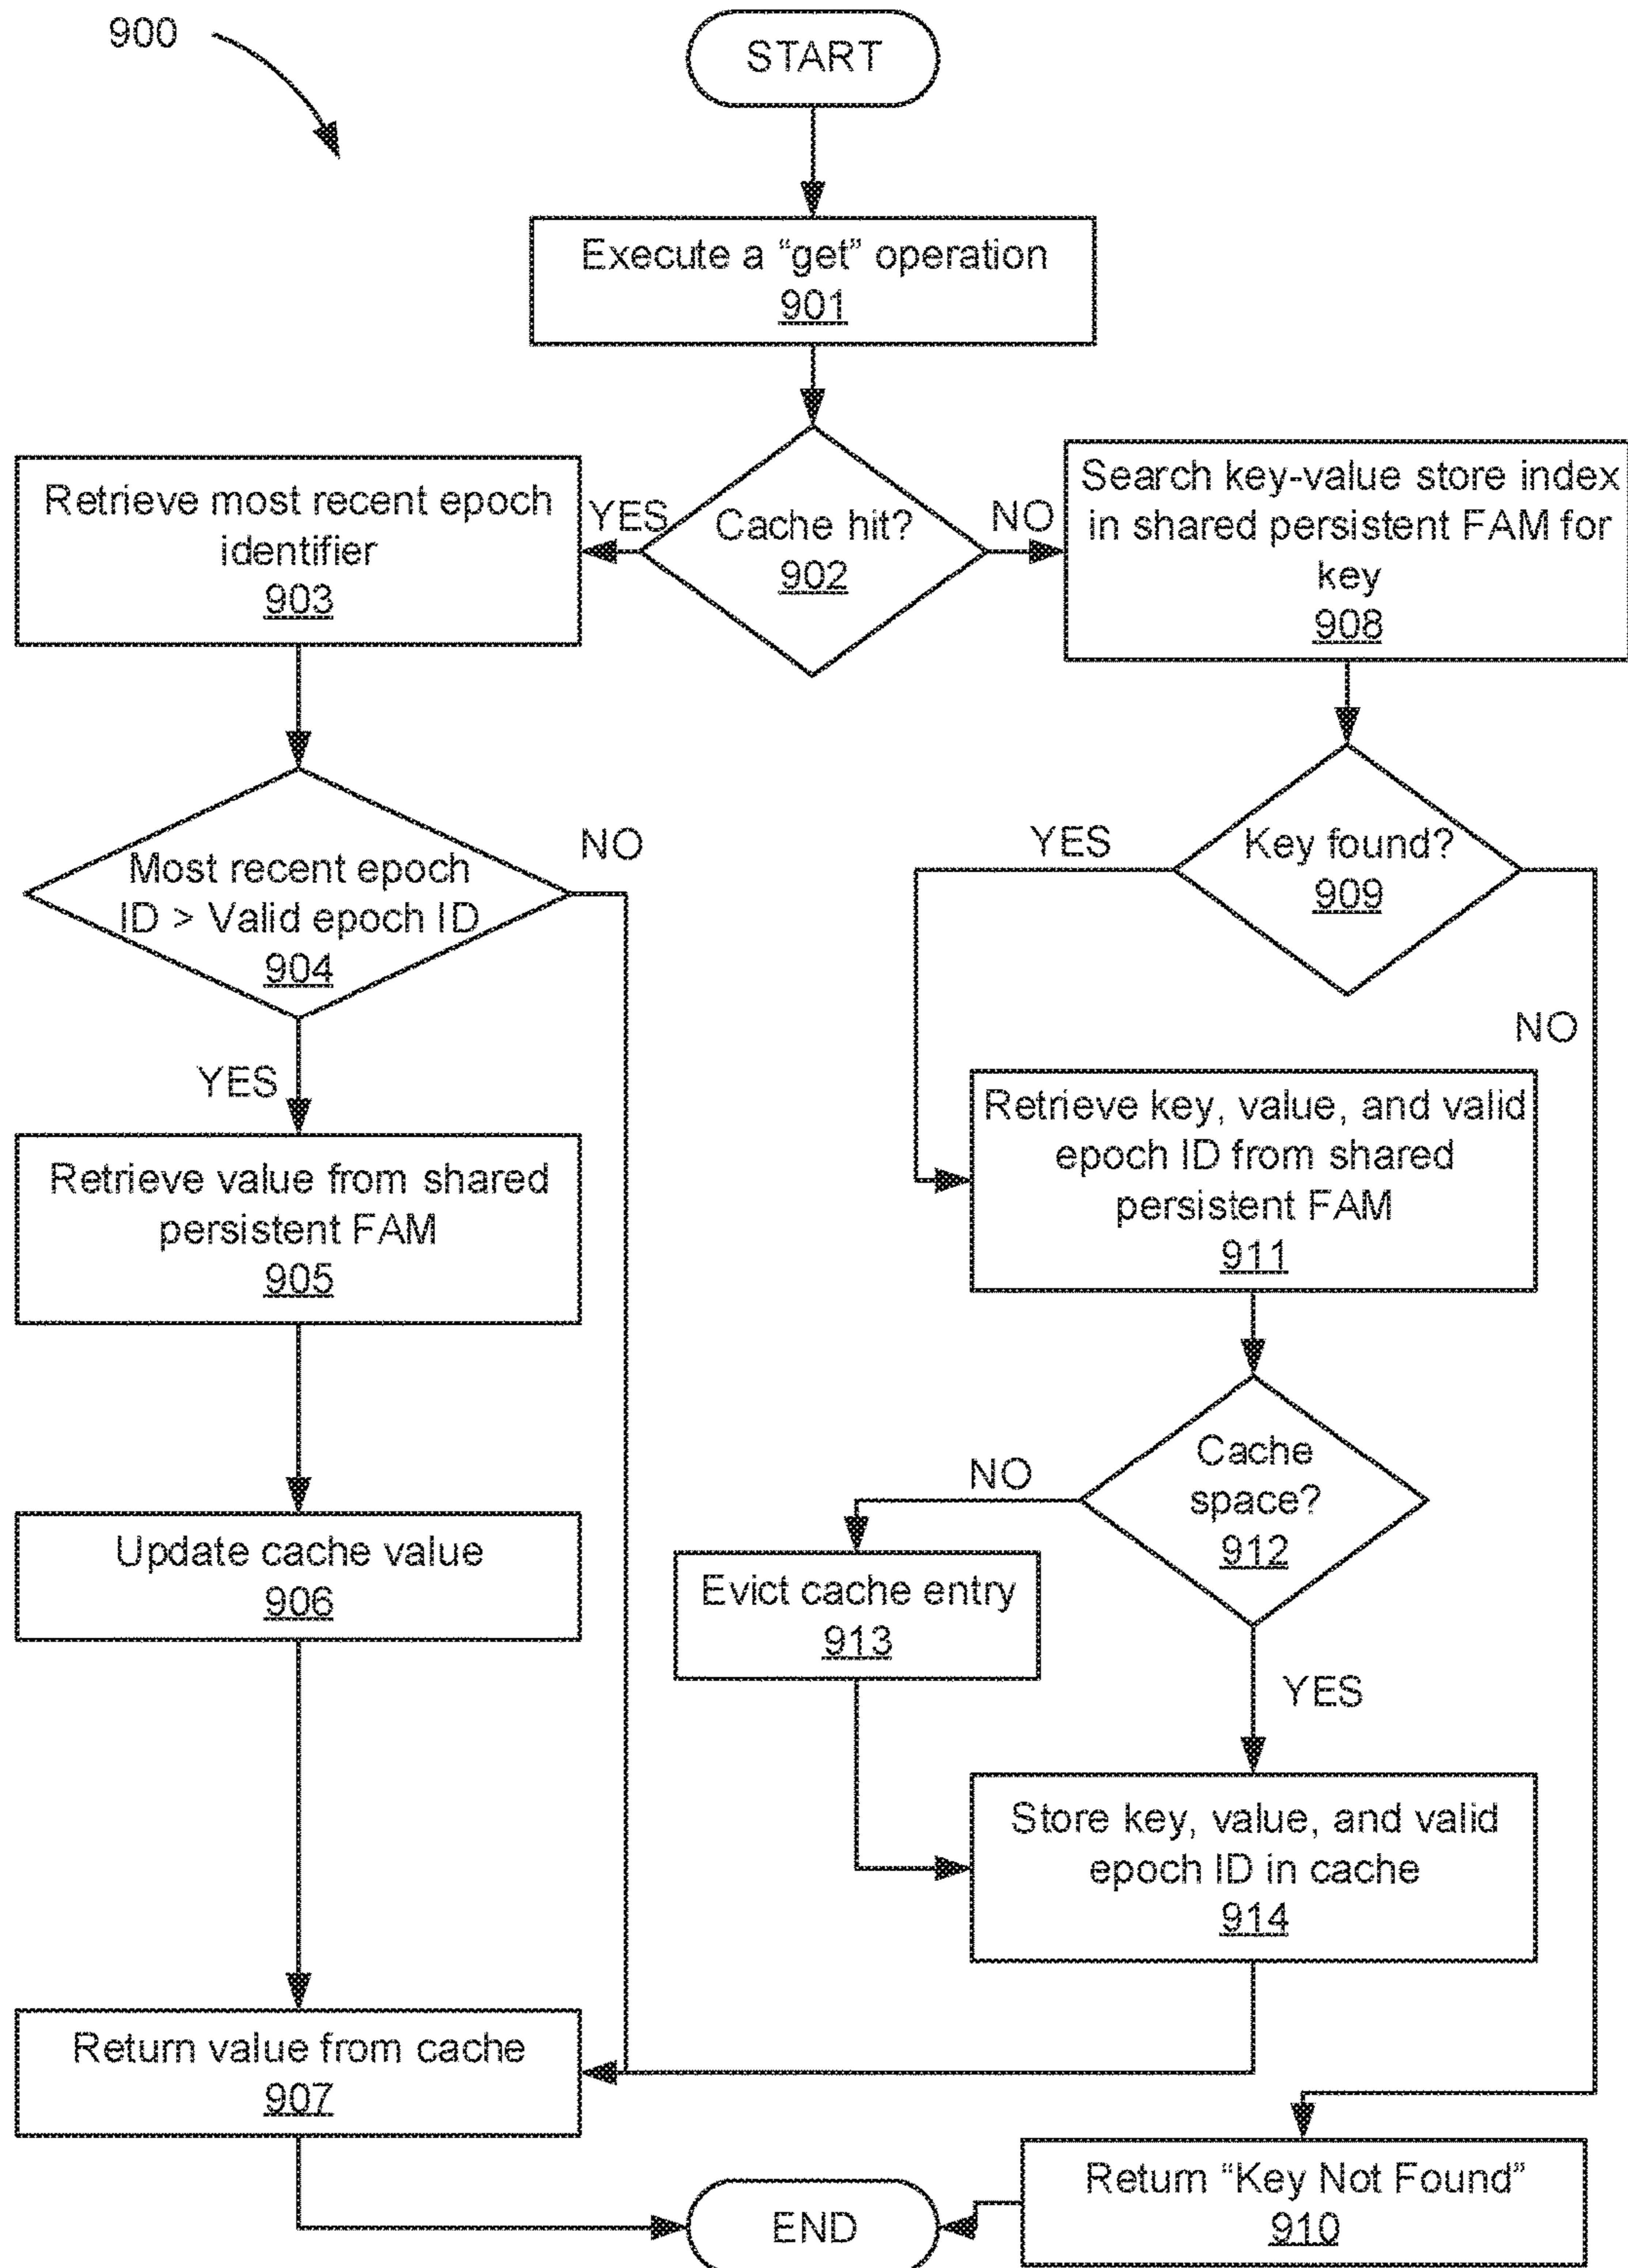 900
START
Execute a “get” operation
901
Retrieve most recent epoch
identifier
903
YES
Cache hit?
902
NO
Search key-value store index
in shared persistent FAM for
key
908
Most recent epoch
ID > Valid epoch ID
904
NO
YES
YES
Key found?
909
NO
Retrieve value from shared
persistent FAM
905
Retrieve key, value, and valid
epoch ID from shared
persistent FAM
911
Update cache value
906
NO
Cache
space?
912
Evict cache entry
913
YES
Store key, value, and valid
epoch ID in cache
914
Return value from cache
907
Return “Key Not Found”
910
END